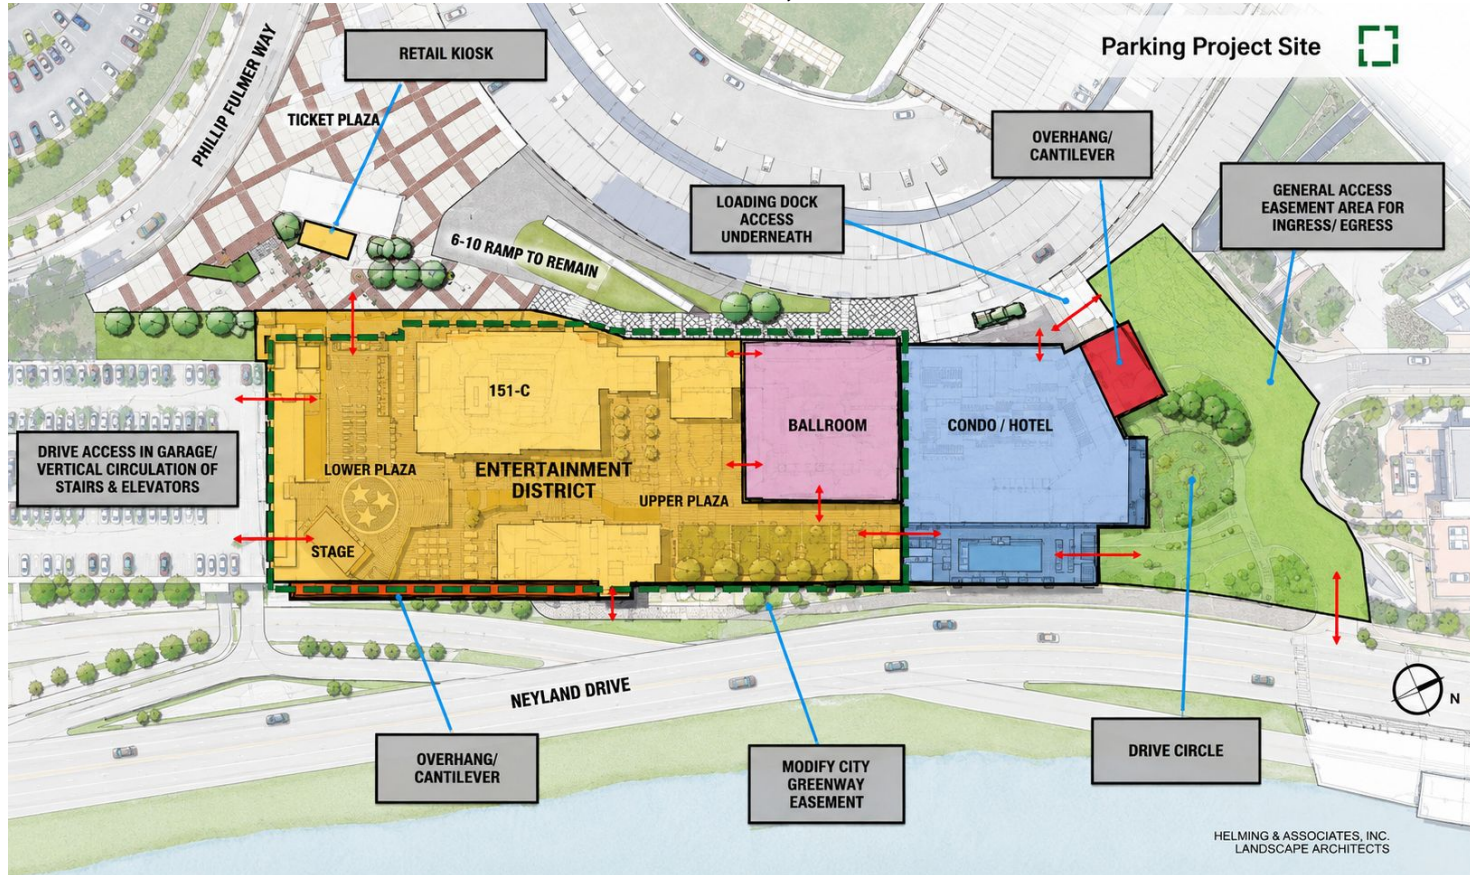 Parking Project Site
RETAIL KIOSK
PHILLIP FULMER WAY
TICKET PLAZA
OVERHANG/
CANTILEVER
GENERAL ACCESS
EASEMENT AREA FOR
INGRESS/ EGRESS
LOADING DOCK
ACCESS
UNDERNEATH
6-10 RAMP TO REMAIN
151-C
BALLROOM
CONDO / HOTEL
DRIVE ACCESS IN GARAGE/
VERTICAL CIRCULATION OF
STAIRS & ELEVATORS
LOWER PLAZA
ENTERTAINMENT
DISTRICT
UPPER PLAZA
STAGE
NEYLAND DRIVE
N
OVERHANG/
CANTILEVER
MODIFY CITY
GREENWAY
EASEMENT
DRIVE CIRCLE
HELMING & ASSOCIATES, INC.
LANDSCAPE ARCHITECTS